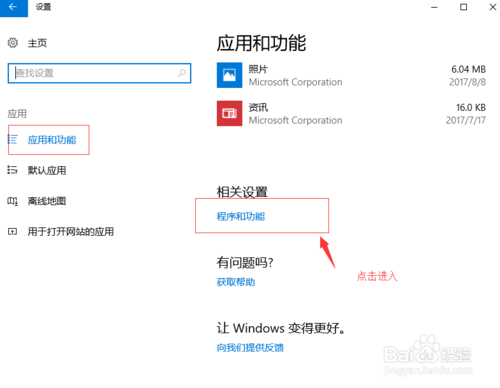 设置
主页
查找设置
应用
应用和功能
默认应用
离线地图
用于打开网站的应用
应用和功能
照片 6.04 MB
Microsoft Corporation 2017/8/8
资讯 16.0 KB
Microsoft Corporation 2017/7/17
相关设置
程序和功能
点击进入
有问题吗?
获取帮助
让 Windows 变得更好。
向我们提供反馈
Bai du 经验
jingyan.baidu.com